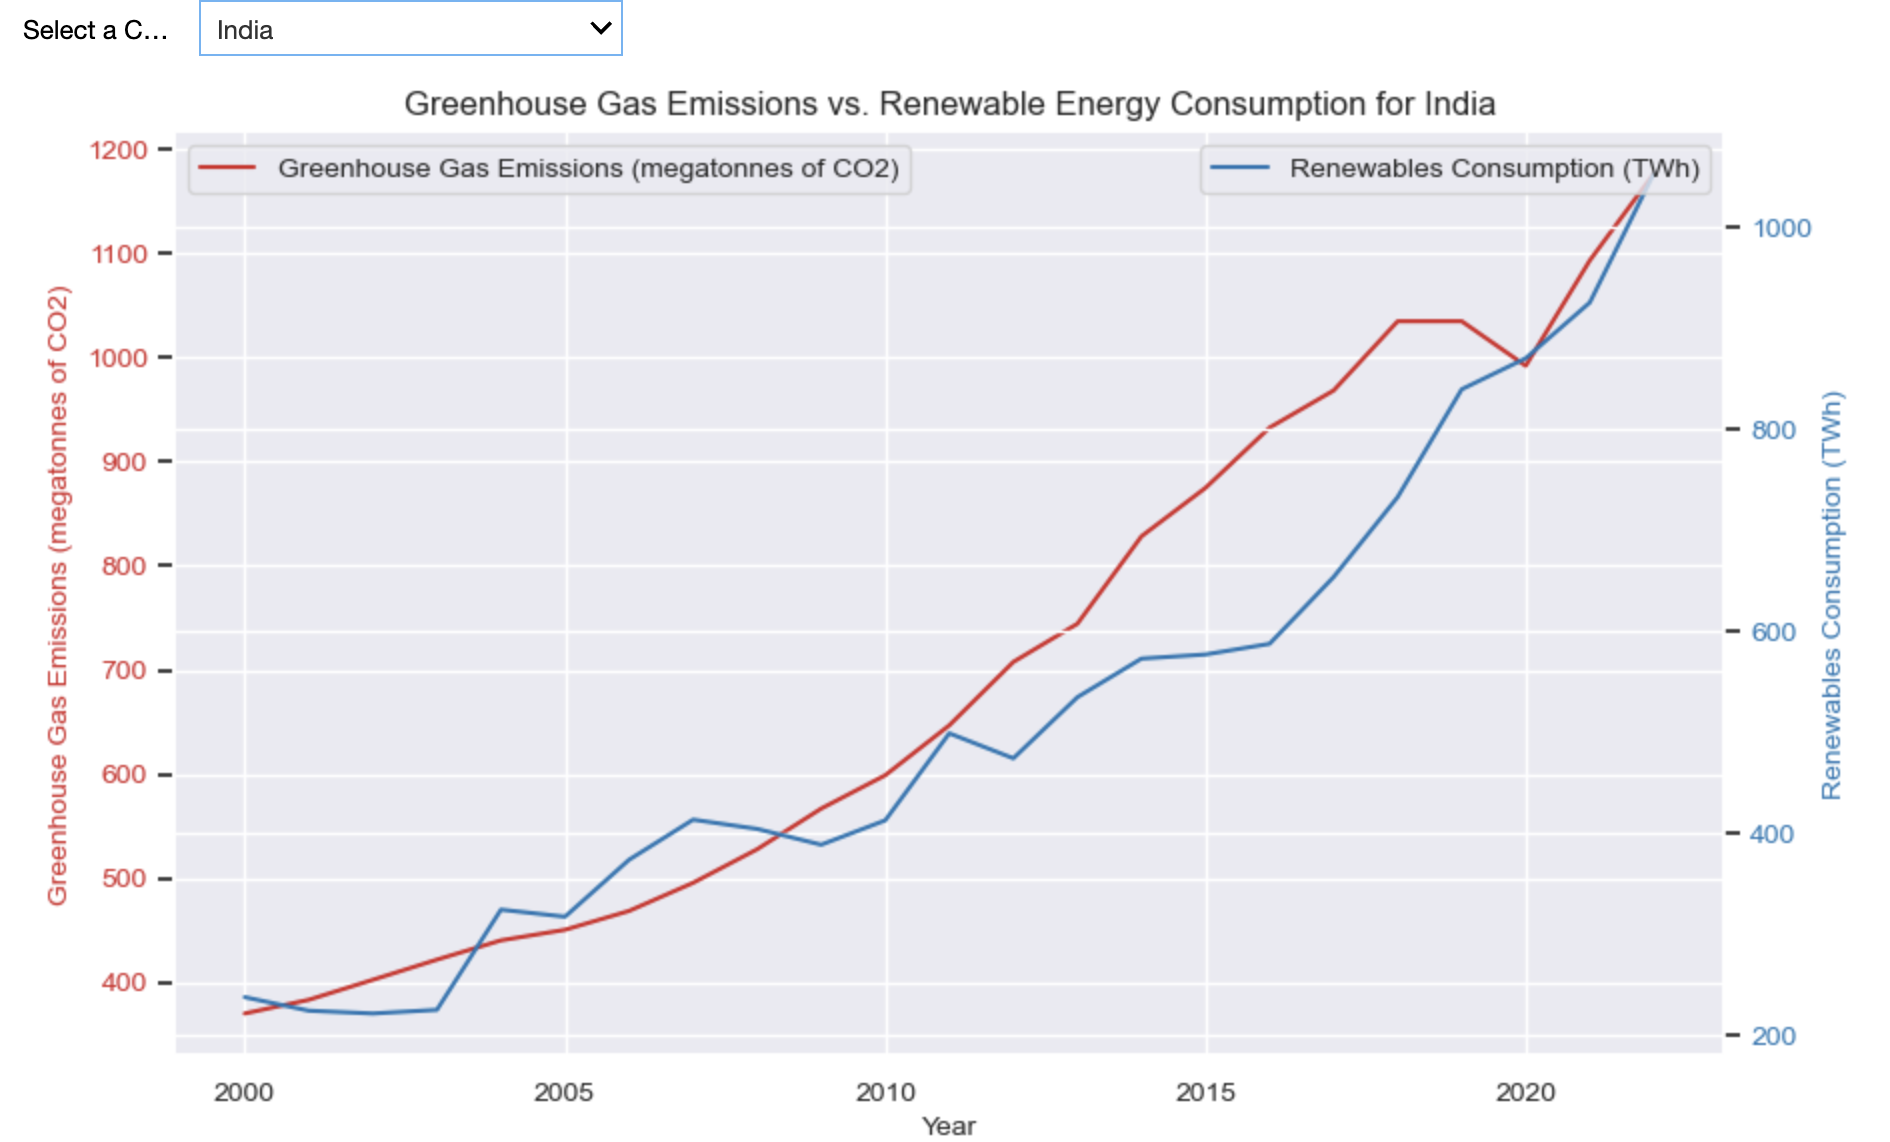 Select a C... India
Greenhouse Gas Emissions vs. Renewable Energy Consumption for India
Greenhouse Gas Emissions (megatonnes of CO2)
Renewables Consumption (TWh)
Greenhouse Gas Emissions (megatonnes of CO2)
1200
1100
1000
900
800
700
600
500
400
1000
800
600
400
200
Renewables Consumption (TWh)
2000 2005 2010 2015 2020
Year